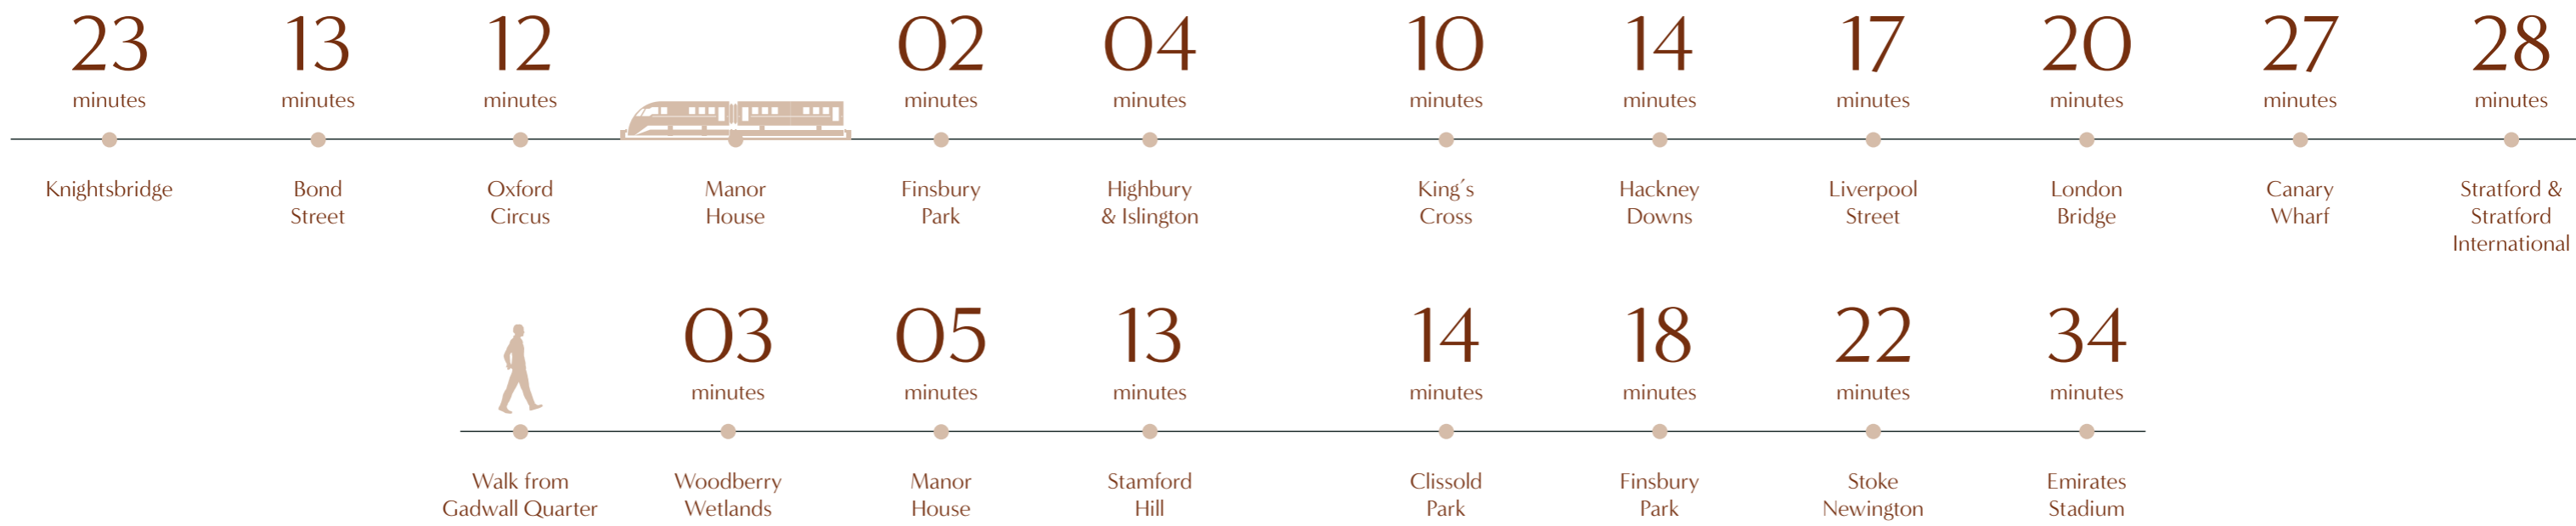 23
minutes
Knightsbridge
13
minutes
Bond
Street
12
minutes
Oxford
Circus
Manor
House
02
minutes
Finsbury
Park
04
minutes
Highbury
& Islington
10
minutes
King´s
Cross
14
minutes
Hackney
Downs
17
minutes
Liverpool
Street
20
minutes
London
Bridge
27
minutes
Canary
Wharf
28
minutes
Stratford &
Stratford
International
Walk from
Gadwall Quarter
03
minutes
Woodberry
Wetlands
05
minutes
Manor
House
13
minutes
Stamford
Hill
14
minutes
Clissold
Park
18
minutes
Finsbury
Park
22
minutes
Stoke
Newington
34
minutes
Emirates
Stadium